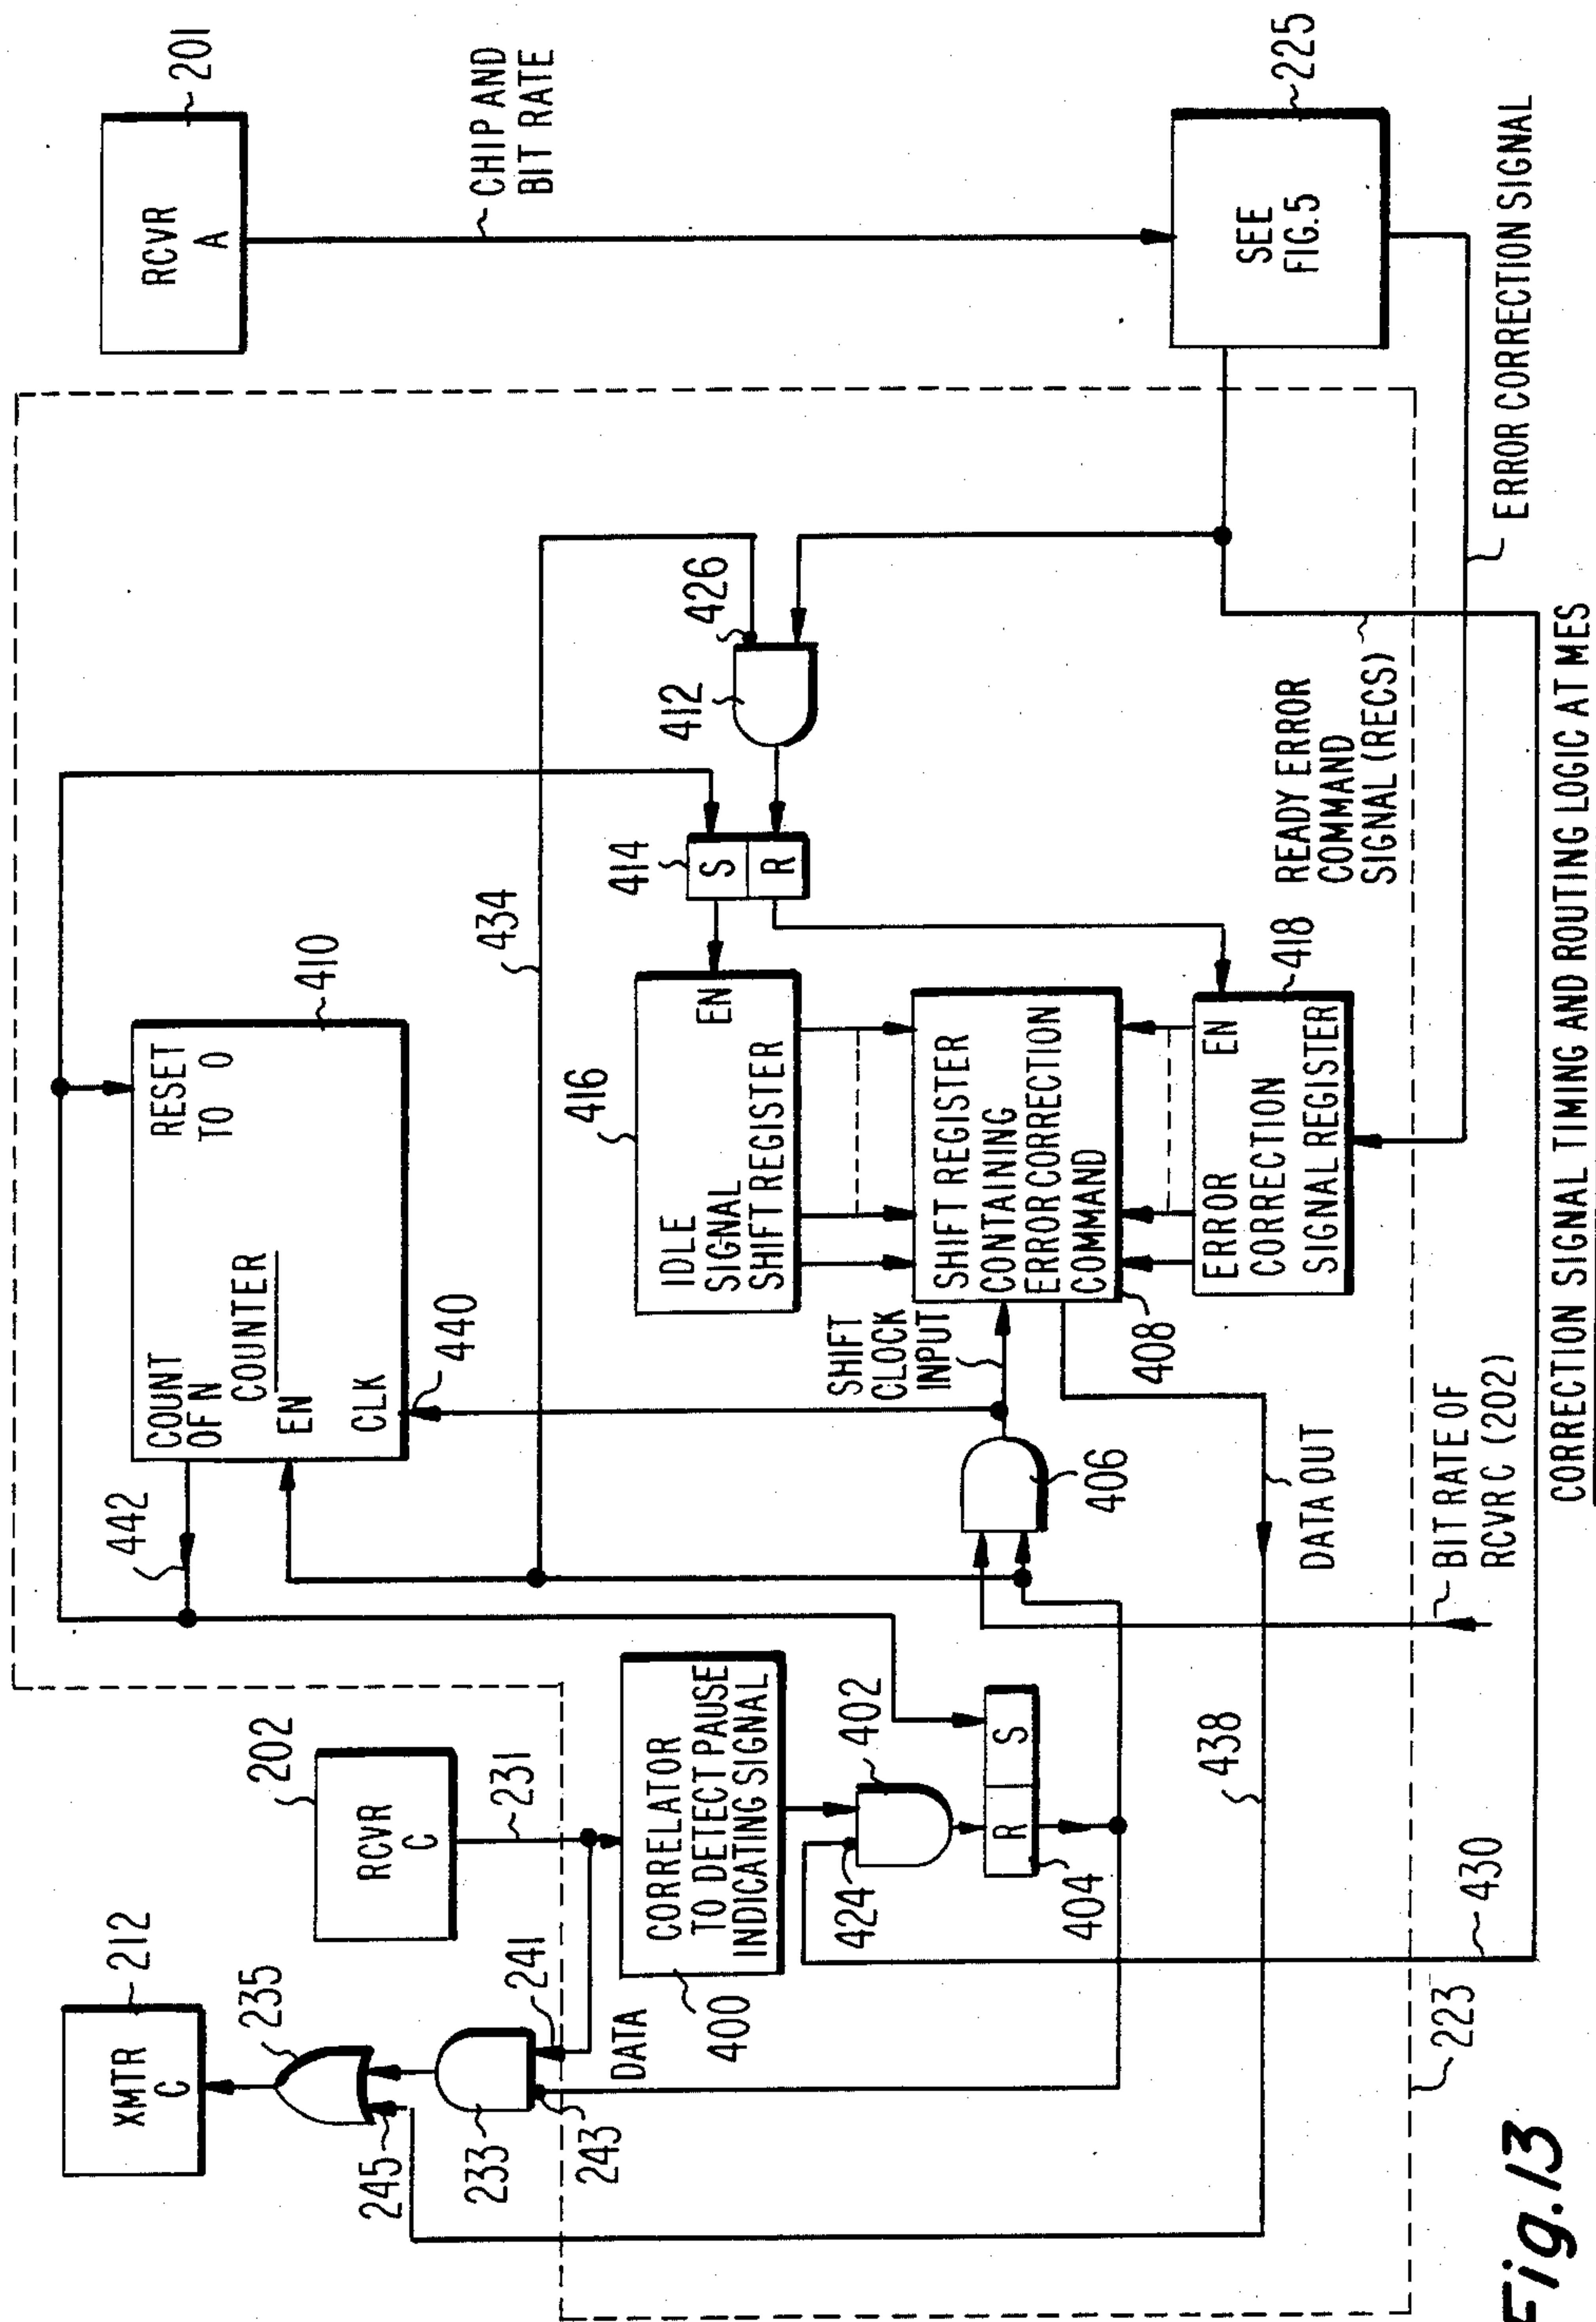 XMTR
C
212
235
245
233
243
241
DATA
202
RCVR
C
231
CORRELATOR
TO DETECT PAUSE
INDICATING SIGNAL
400
424
402
R
S
404
438
430
223
442
COUNT
OF N
COUNTER
EN
CLK
RESET
TO 0
410
440
434
SHIFT
CLOCK
INPUT
406
408
DATA OUT
BIT RATE OF
RCVR C (202)
416
IDLE
SIGNAL
SHIFT REGISTER
EN
SHIFT REGISTER
CONTAINING
ERROR CORRECTION
COMMAND
ERROR
CORRECTION
SIGNAL REGISTER
EN
418
414
S
R
412
426
READY ERROR
COMMAND
SIGNAL (RECS)
RCVR
A
201
CHIP AND
BIT RATE
SEE
FIG. 5
225
ERROR CORRECTION SIGNAL
CORRECTION SIGNAL TIMING AND ROUTING LOGIC AT MES
Fig. 13